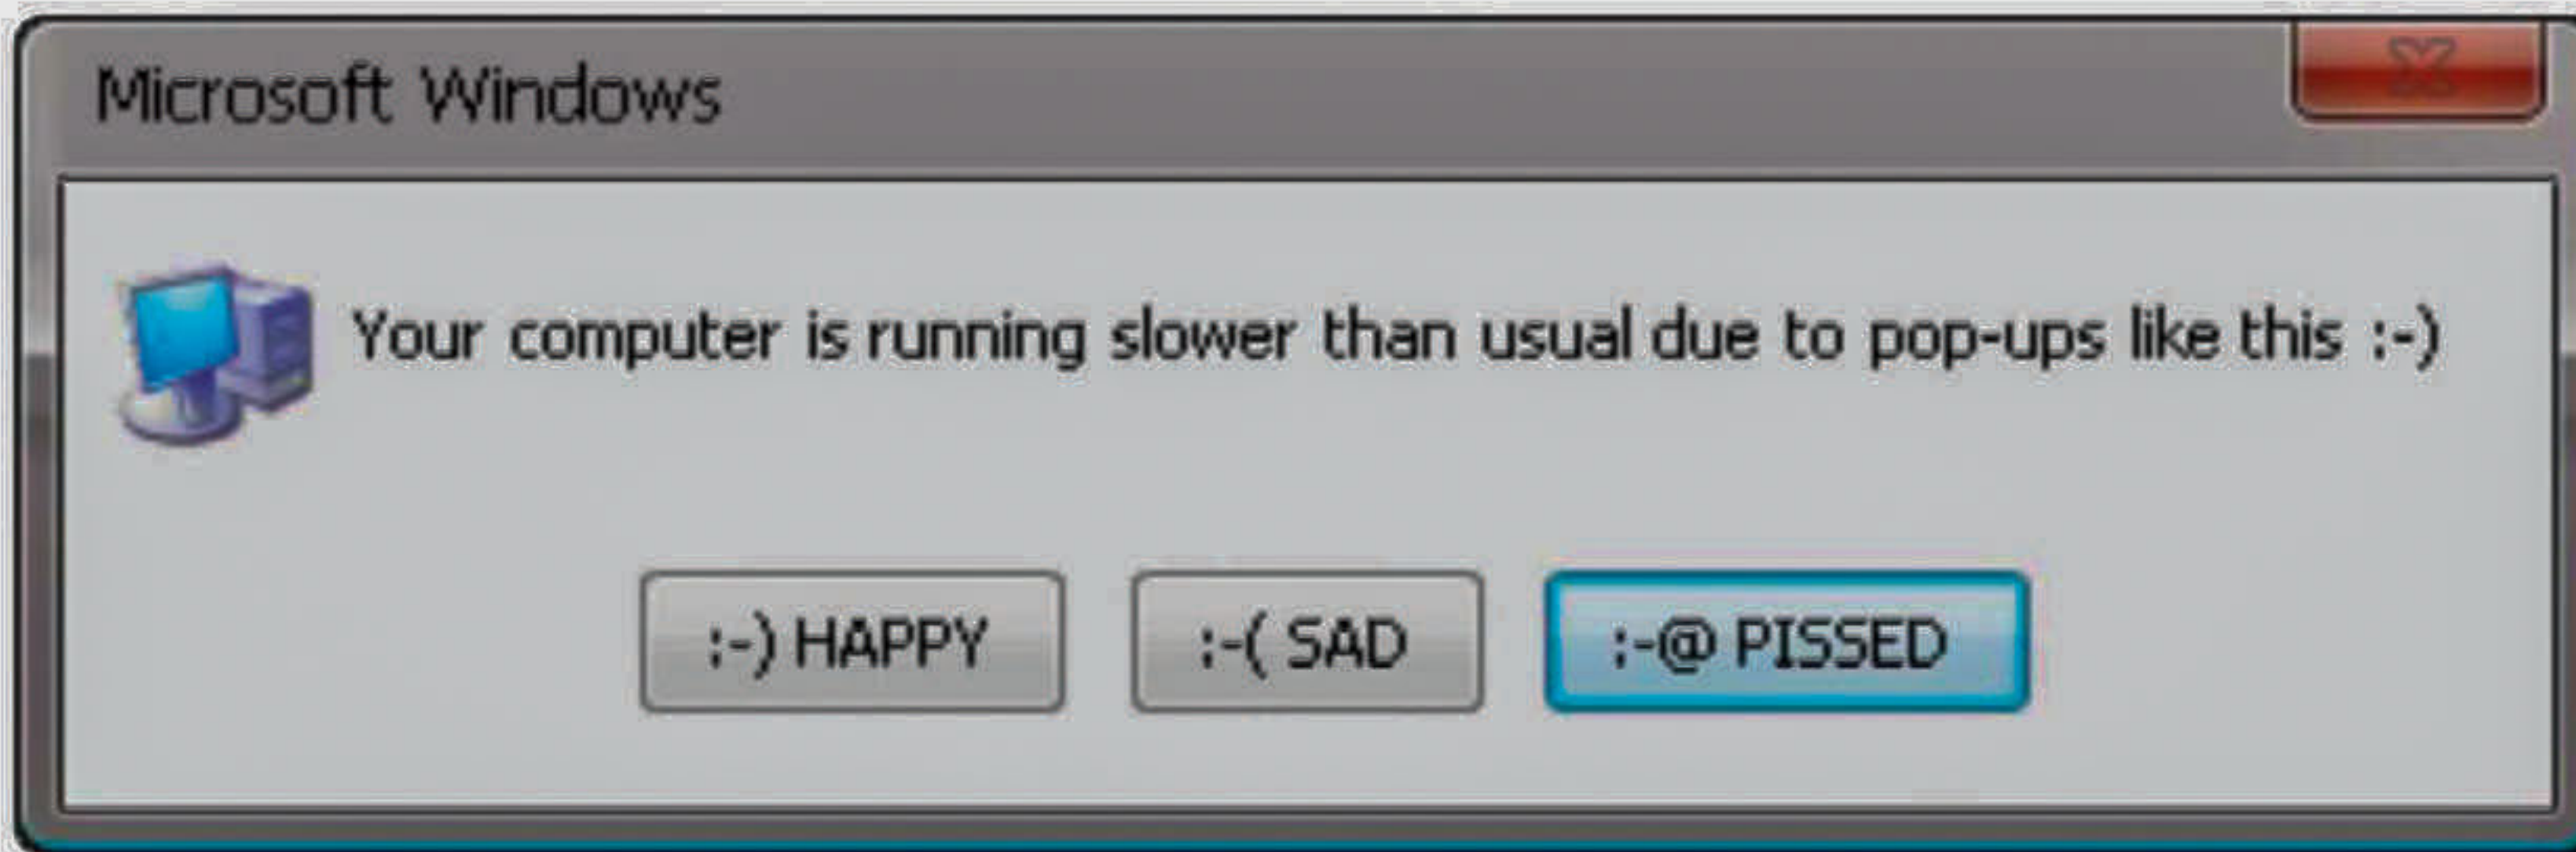 Microsoft Windows
Your computer is running slower than usual due to pop-ups like this :-)
:-) HAPPY :-( SAD :-@ PISSED